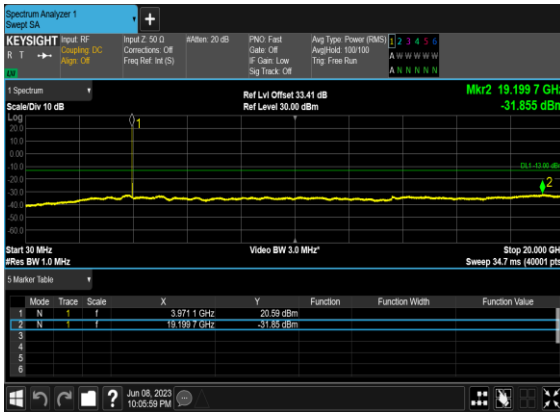 Spectrum Analyzer 1
Swept SA
+
KEYSIGHT Input: RF Input Z: 50 Ω #Atten: 20 dB PNO: Fast Avg Type: Power (RMS) 1 2 3 4 5 6
R T Coupling: DC Corrections: Off Gate: Off Avg|Hold: 100/100
Align: Off Freq Ref: Int (S) IF Gain: Low Trig: Free Run A W W W W W
Sig Track: Off A N N N N N
1 Spectrum Ref Lvl Offset 33.41 dB Mkr2 19.199 7 GHz
Scale/Div 10 dB Ref Level 30.00 dBm -31.855 dBm
Log
20.0
10.0
0.00
-10.0
-20.0
-30.0
-40.0
-50.0
-60.0
1
DL1 -13.00 dBm
2
Start 30 MHz Video BW 3.0 MHz* Stop 20.000 GH
#Res BW 1.0 MHz Sweep 34.7 ms (40001 pts
5 Marker Table
Mode Trace Scale X Y Function Function Width Function Value
1 N 1 f 3.971 1 GHz 20.59 dBm
2 N 1 f 19.199 7 GHz -31.85 dBm
3
4
5
6
? Jun 08, 2023
10:05:59 PM